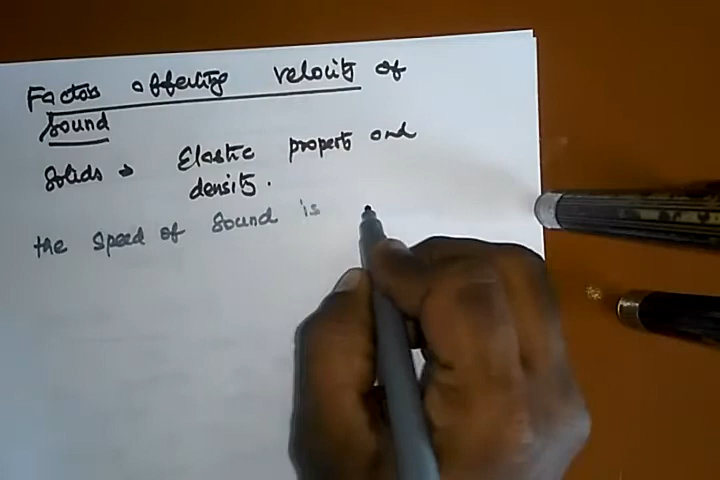 Factors affecting velocity of
sound
Solids → Elastic property and
density.
the speed of sound is